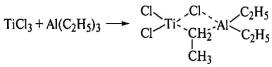 TiCl₃ + Al(C₂H₅)₃ ⟶ Cl Cl Ti Cl CH₂ CH₃ Al C₂H₅ C₂H₅